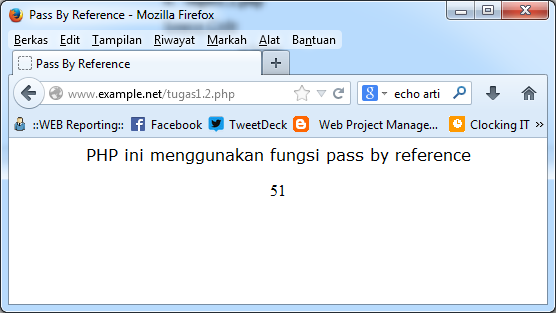 Pass By Reference - Mozilla Firefox
Berkas Edit Tampilan Riwayat Markah Alat Bantuan
Pass By Reference
www.example.net/tugas1.2.php echo arti
::WEB Reporting:: Facebook TweetDeck Web Project Manage... Clocking IT »
PHP ini menggunakan fungsi pass by reference
51